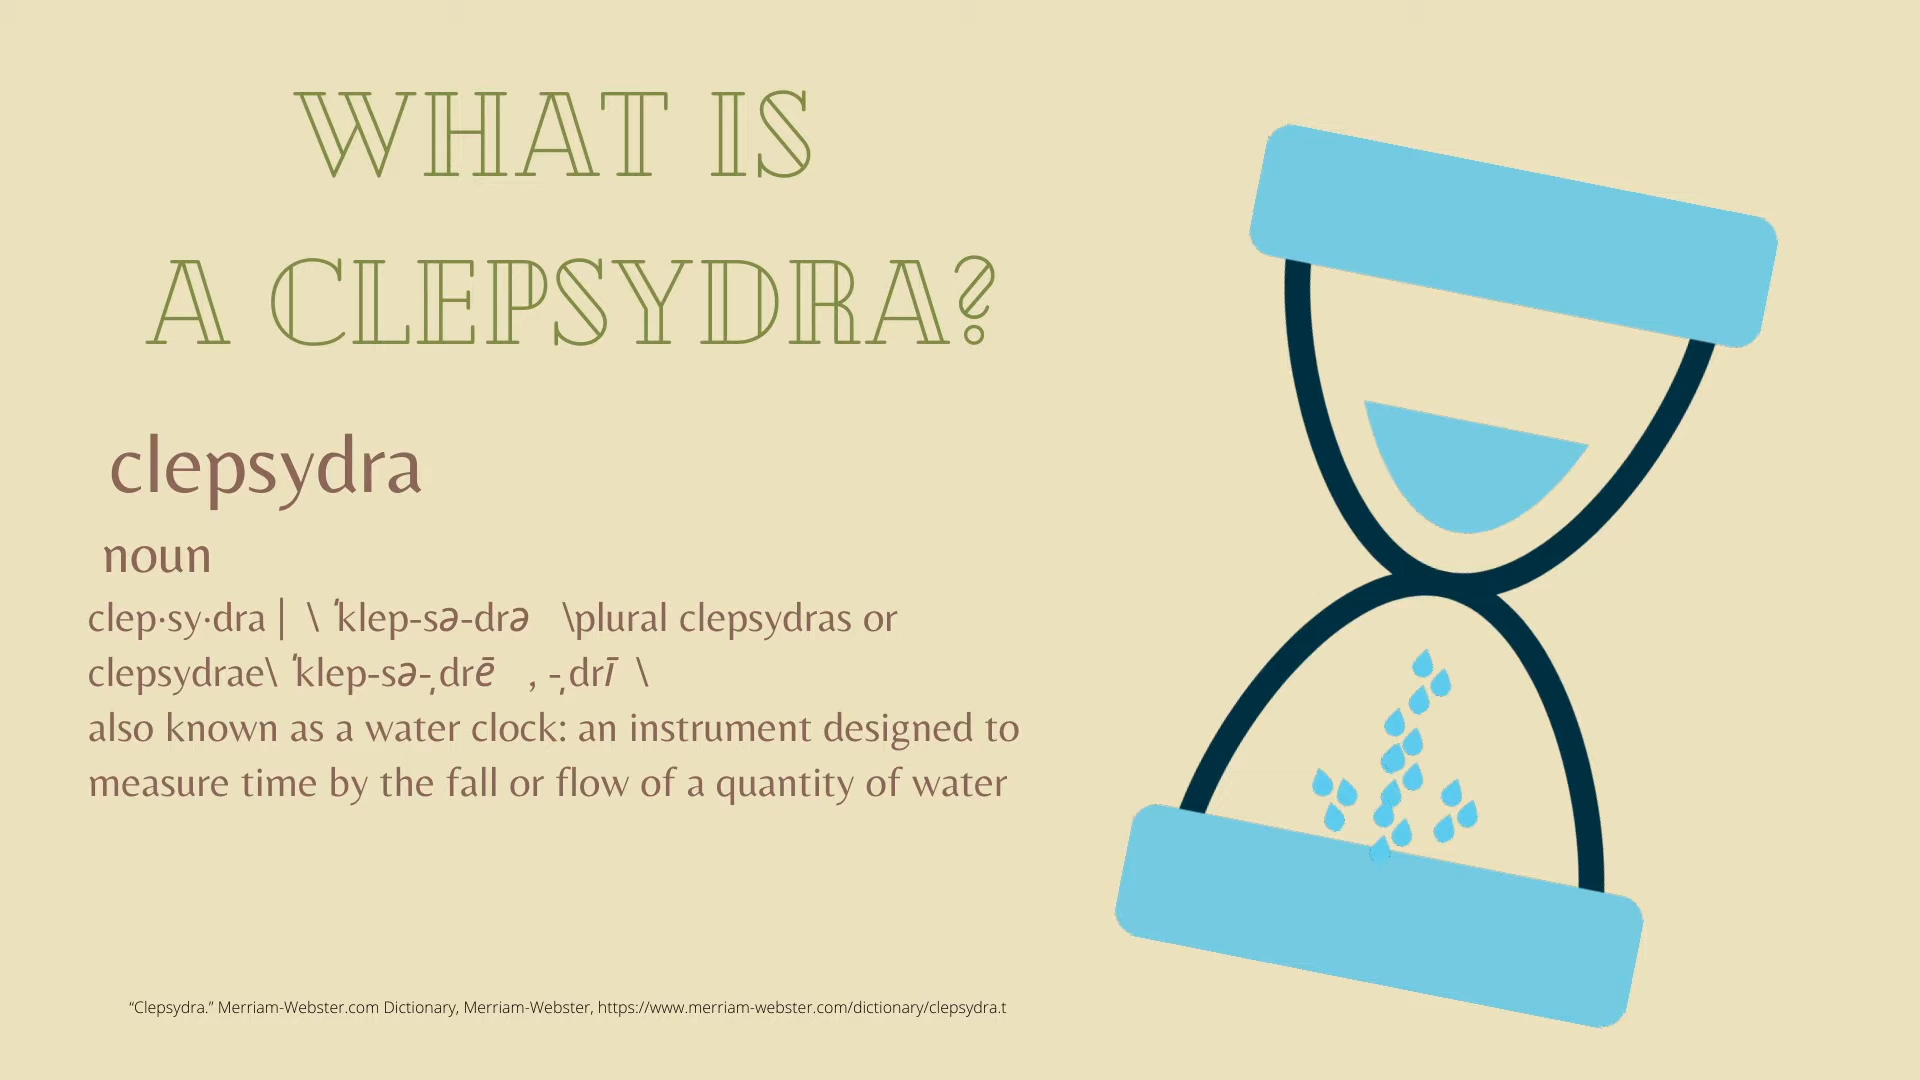 WHAT IS
A CLEPSYDRA?
clepsydra
noun
clep·sy·dra | \ ˈklep-sə-drə \plural clepsydras or
clepsydrae\ ˈklep-sə-ˌdrē , -ˌdrī \
also known as a water clock: an instrument designed to
measure time by the fall or flow of a quantity of water
“Clepsydra.” Merriam-Webster.com Dictionary, Merriam-Webster, https://www.merriam-webster.com/dictionary/clepsydra.t